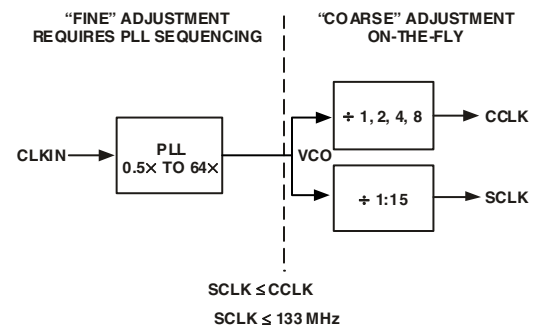 “FINE” ADJUSTMENT
REQUIRES PLL SEQUENCING
“COARSE” ADJUSTMENT
ON-THE-FLY
CLKIN
PLL
0.5× TO 64×
VCO
÷ 1, 2, 4, 8
CCLK
÷ 1:15
SCLK
SCLK ≤ CCLK
SCLK ≤ 133 MHz